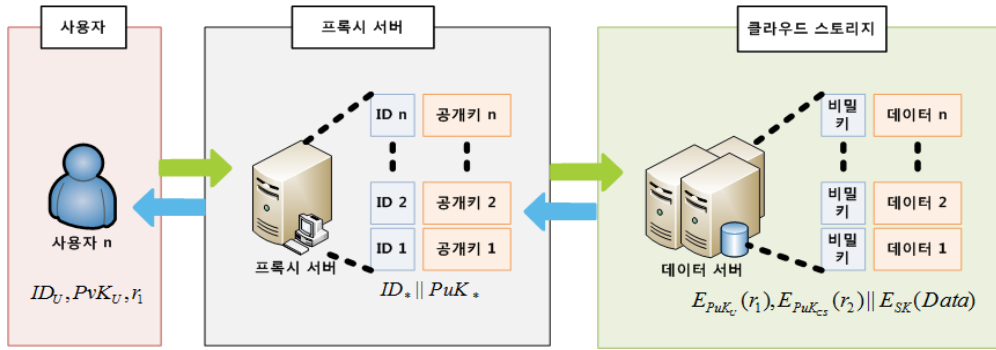 사용자
프록시 서버
클라우드 스토리지
사용자 n
ID_U, PvK_U, r_1
ID n 공개키 n
ID 2 공개키 2
ID 1 공개키 1
프록시 서버
ID_* || PuK_*
비밀
키
데이터 n
비밀
키
데이터 2
비밀
키
데이터 1
데이터 서버
E_{PuK_U}(r_1), E_{PuK_{CS}}(r_2) || E_{SK}(Data)